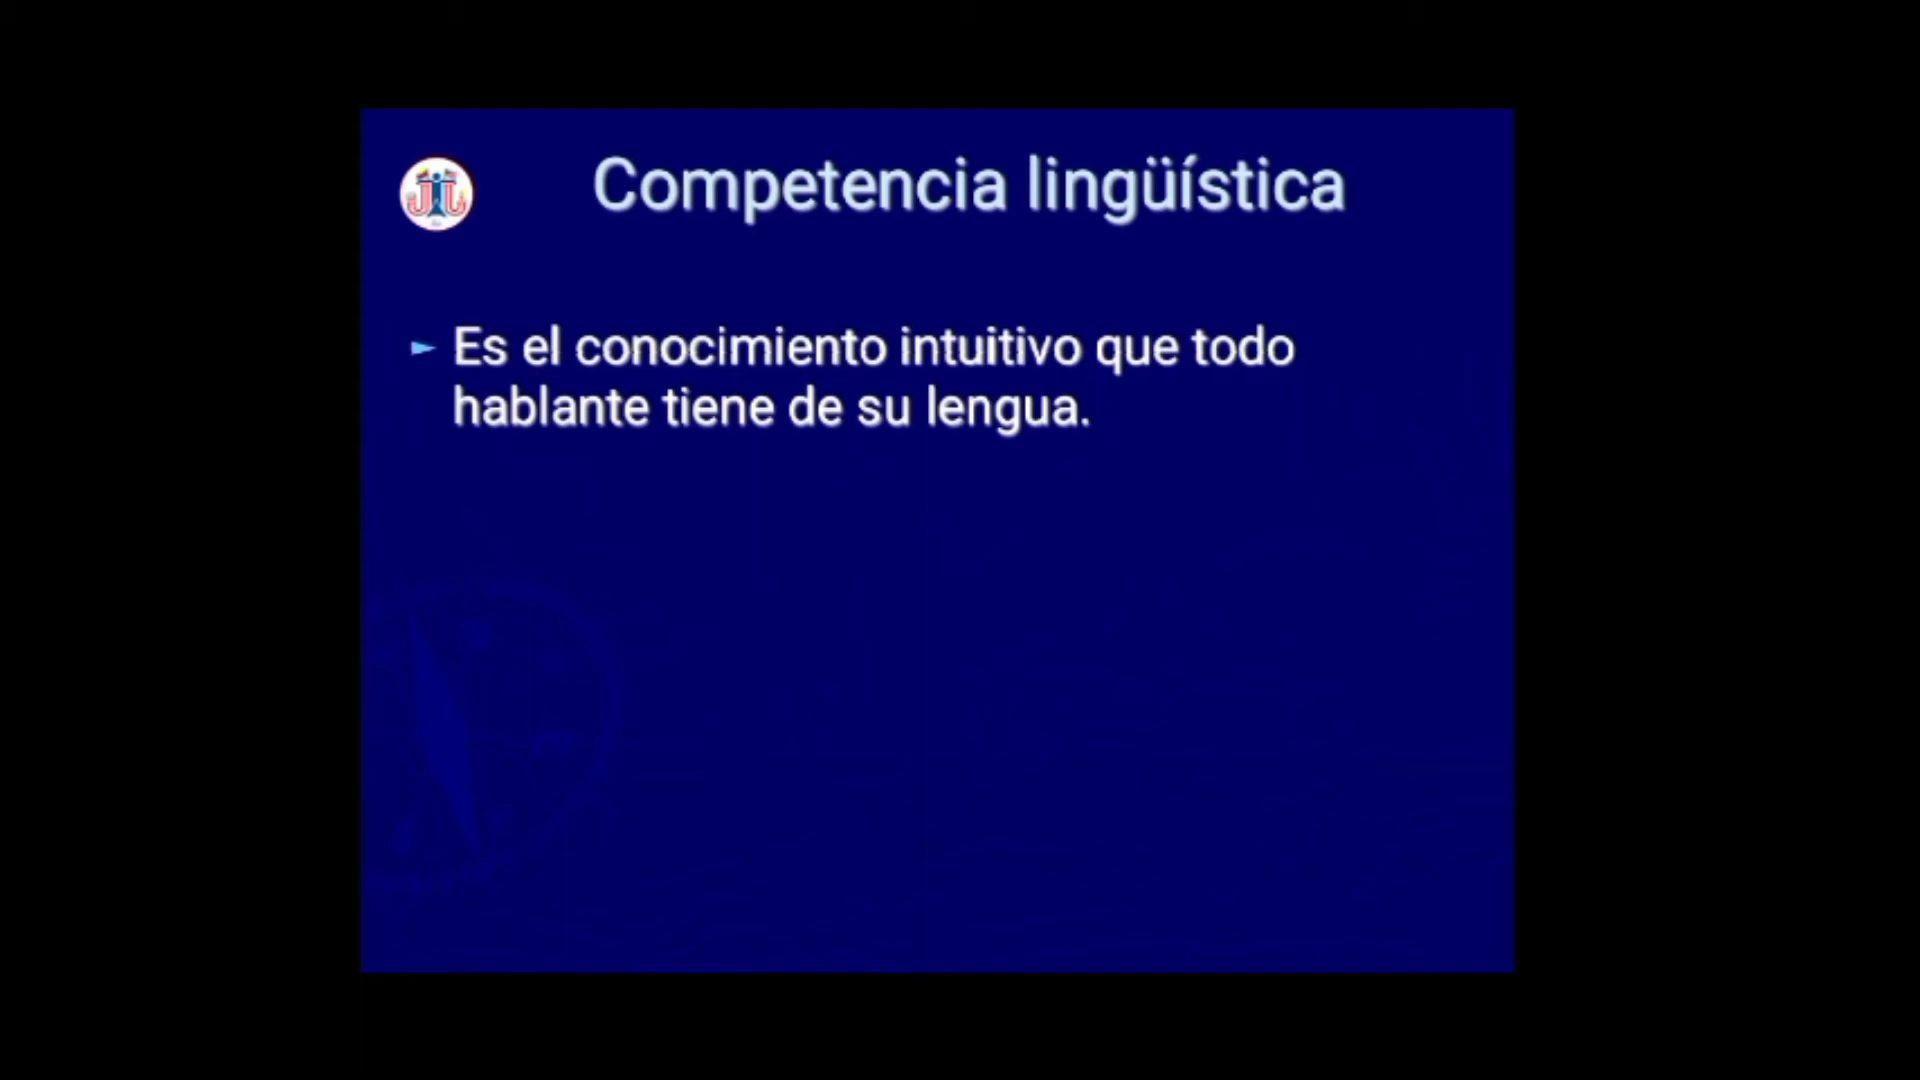 Competencia lingüística
Es el conocimiento intuitivo que todo
hablante tiene de su lengua.